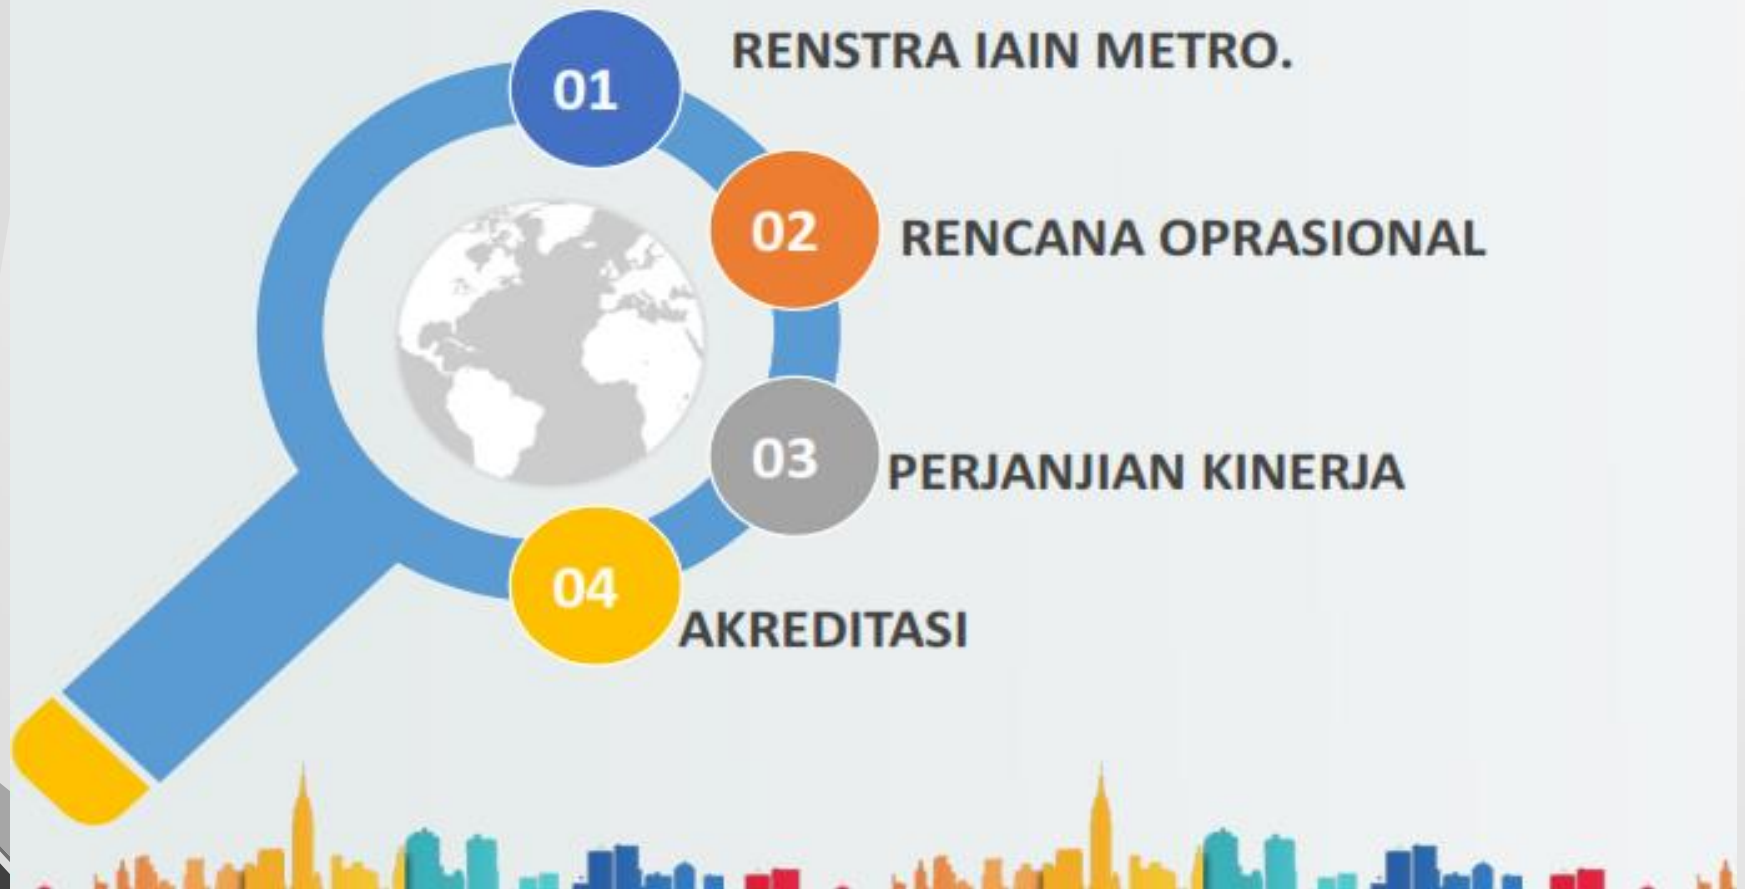 01
RENSTRA IAIN METRO.
02
RENCANA OPRASIONAL
03
PERJANJIAN KINERJA
04
AKREDITASI